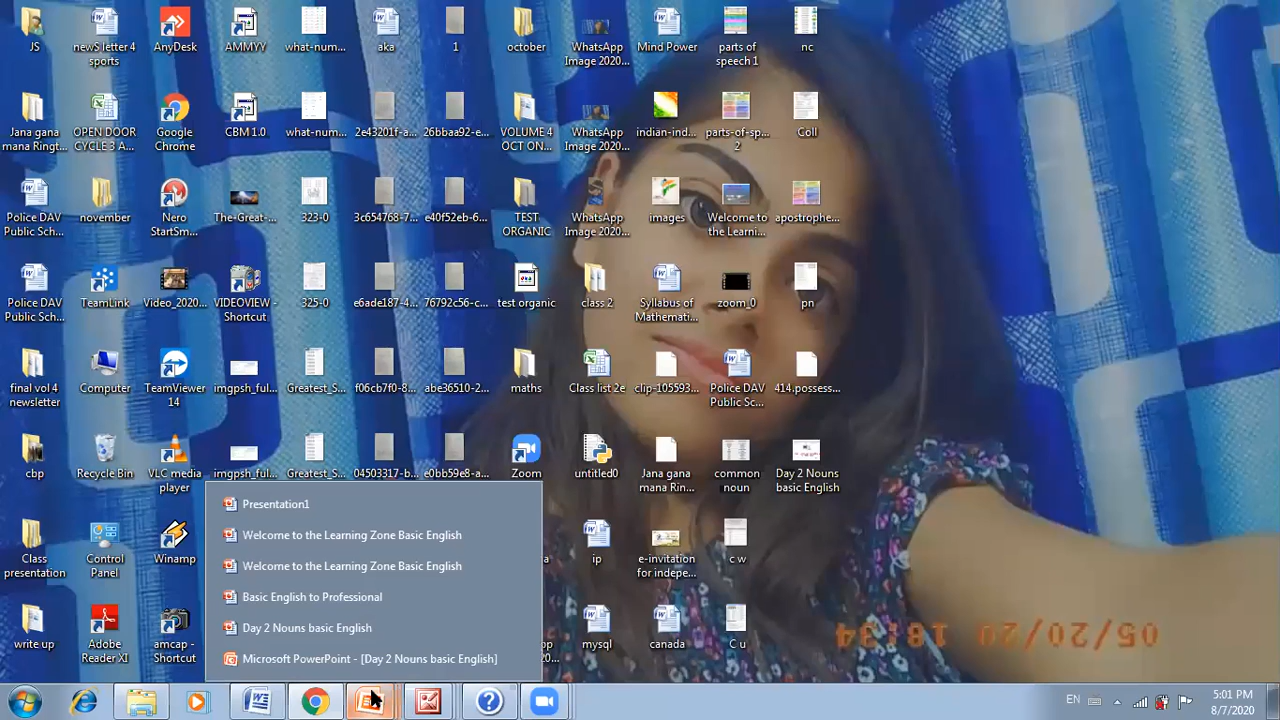 JS
newS letter 4
sports
AnyDesk
AMMYY
what-num...
aka
1
october
WhatsApp
Image 2020...
Mind Power
parts of
speech 1
nc
Jana gana
mana Ringt...
OPEN DOOR
CYCLE 3 A...
Google
Chrome
CBM 1.0
what-num...
2e43201f-a...
26bbaa92-e...
VOLUME 4
OCT ON...
WhatsApp
Image 2020...
indian-ind...
parts-of-sp...
2
Coll
Police DAV
Public Sch...
november
Nero
StartSm...
The-Great-...
323-0
3c654768-7...
e40f52eb-6...
TEST
ORGANIC
WhatsApp
Image 2020...
images
Welcome to
the Learni...
apostrophe...
Police DAV
Public Sch...
TeamLink
Video_2020...
VIDEOVIEW -
Shortcut
325-0
e6ade187-4...
76792c56-c...
test organic
class 2
Syllabus of
Mathemati...
zoom_0
pn
final vol 4
newsletter
Computer
TeamViewer
14
imgpsh_ful...
Greatest_S...
f06cb7f0-8...
abe36510-2...
maths
Class list 2e
clip-105593...
Police DAV
Public Sc...
414.possess...
cbp
Recycle Bin
VLC media
player
imgpsh_ful...
Greatest_S...
04503317-b...
e0bb59e8-a...
Zoom
untitled0
Jana gana
mana Rin...
common
noun
Day 2 Nouns
basic English
Class
presentation
Control
Panel
Winamp
ip
e-invitation
for indepe...
c w
write up
Adobe
Reader XI
amcap -
Shortcut
mysql
canada
C u
Presentation1
Welcome to the Learning Zone Basic English
Welcome to the Learning Zone Basic English
Basic English to Professional
Day 2 Nouns basic English
Microsoft PowerPoint - [Day 2 Nouns basic English]
EN
5:01 PM
8/7/2020